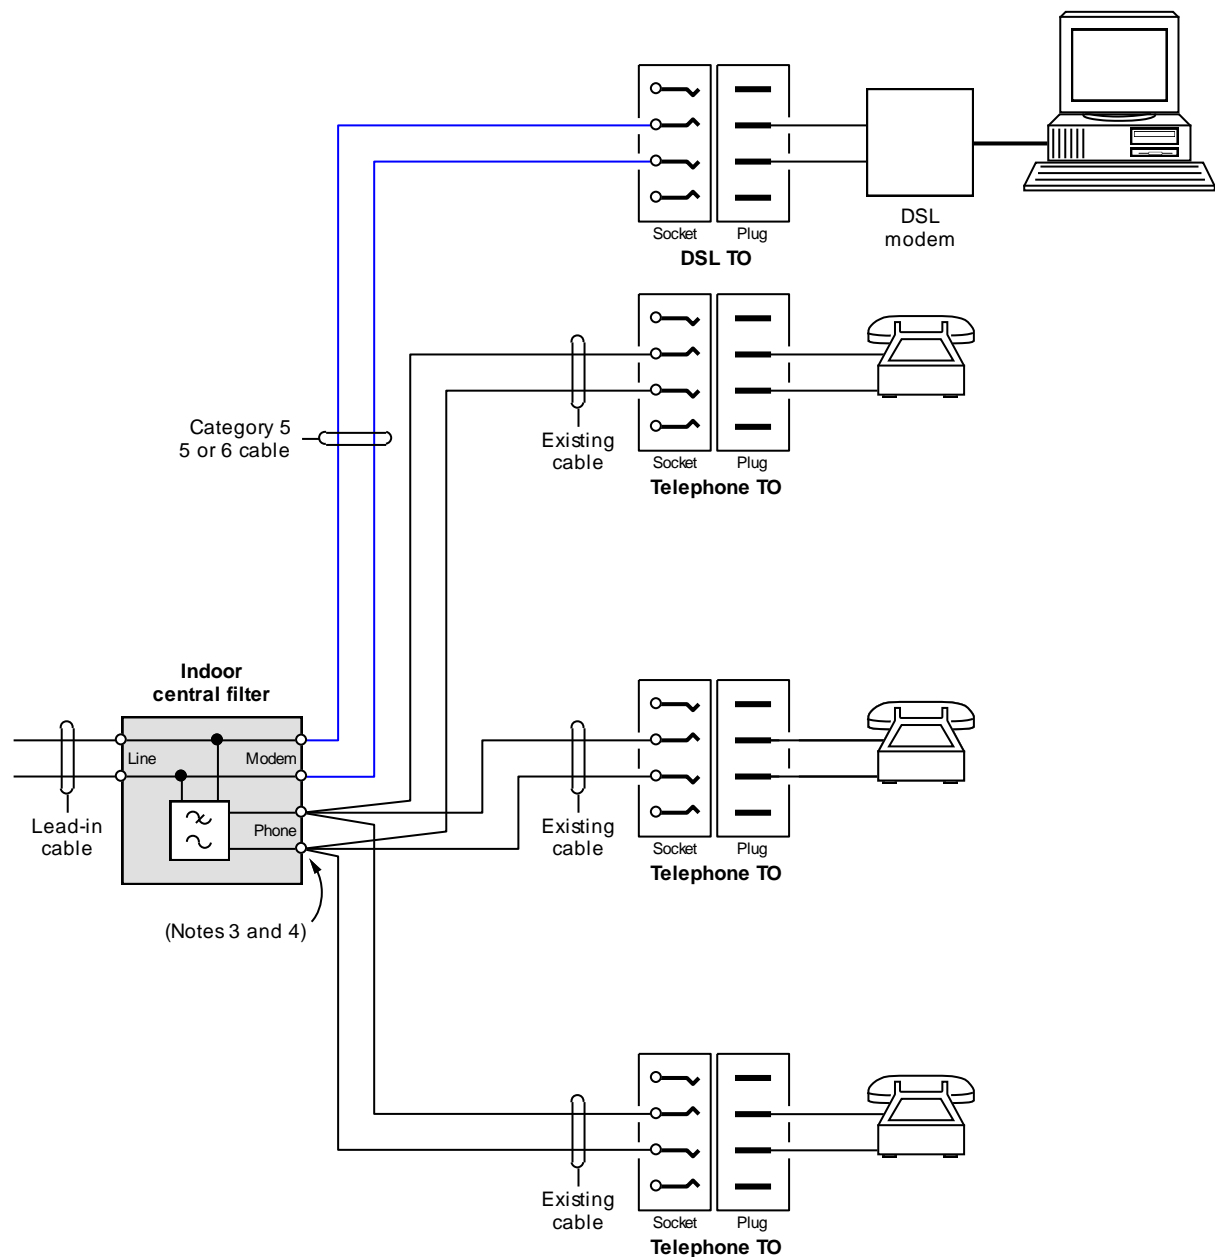 DSL
modem
Socket
Plug
DSL TO
Category 5
5 or 6 cable
Existing
cable
Socket
Plug
Telephone TO
Indoor
central filter
Line
Modem
Phone
Lead-in
cable
(Notes 3 and 4)
Existing
cable
Socket
Plug
Telephone TO
Existing
cable
Socket
Plug
Telephone TO